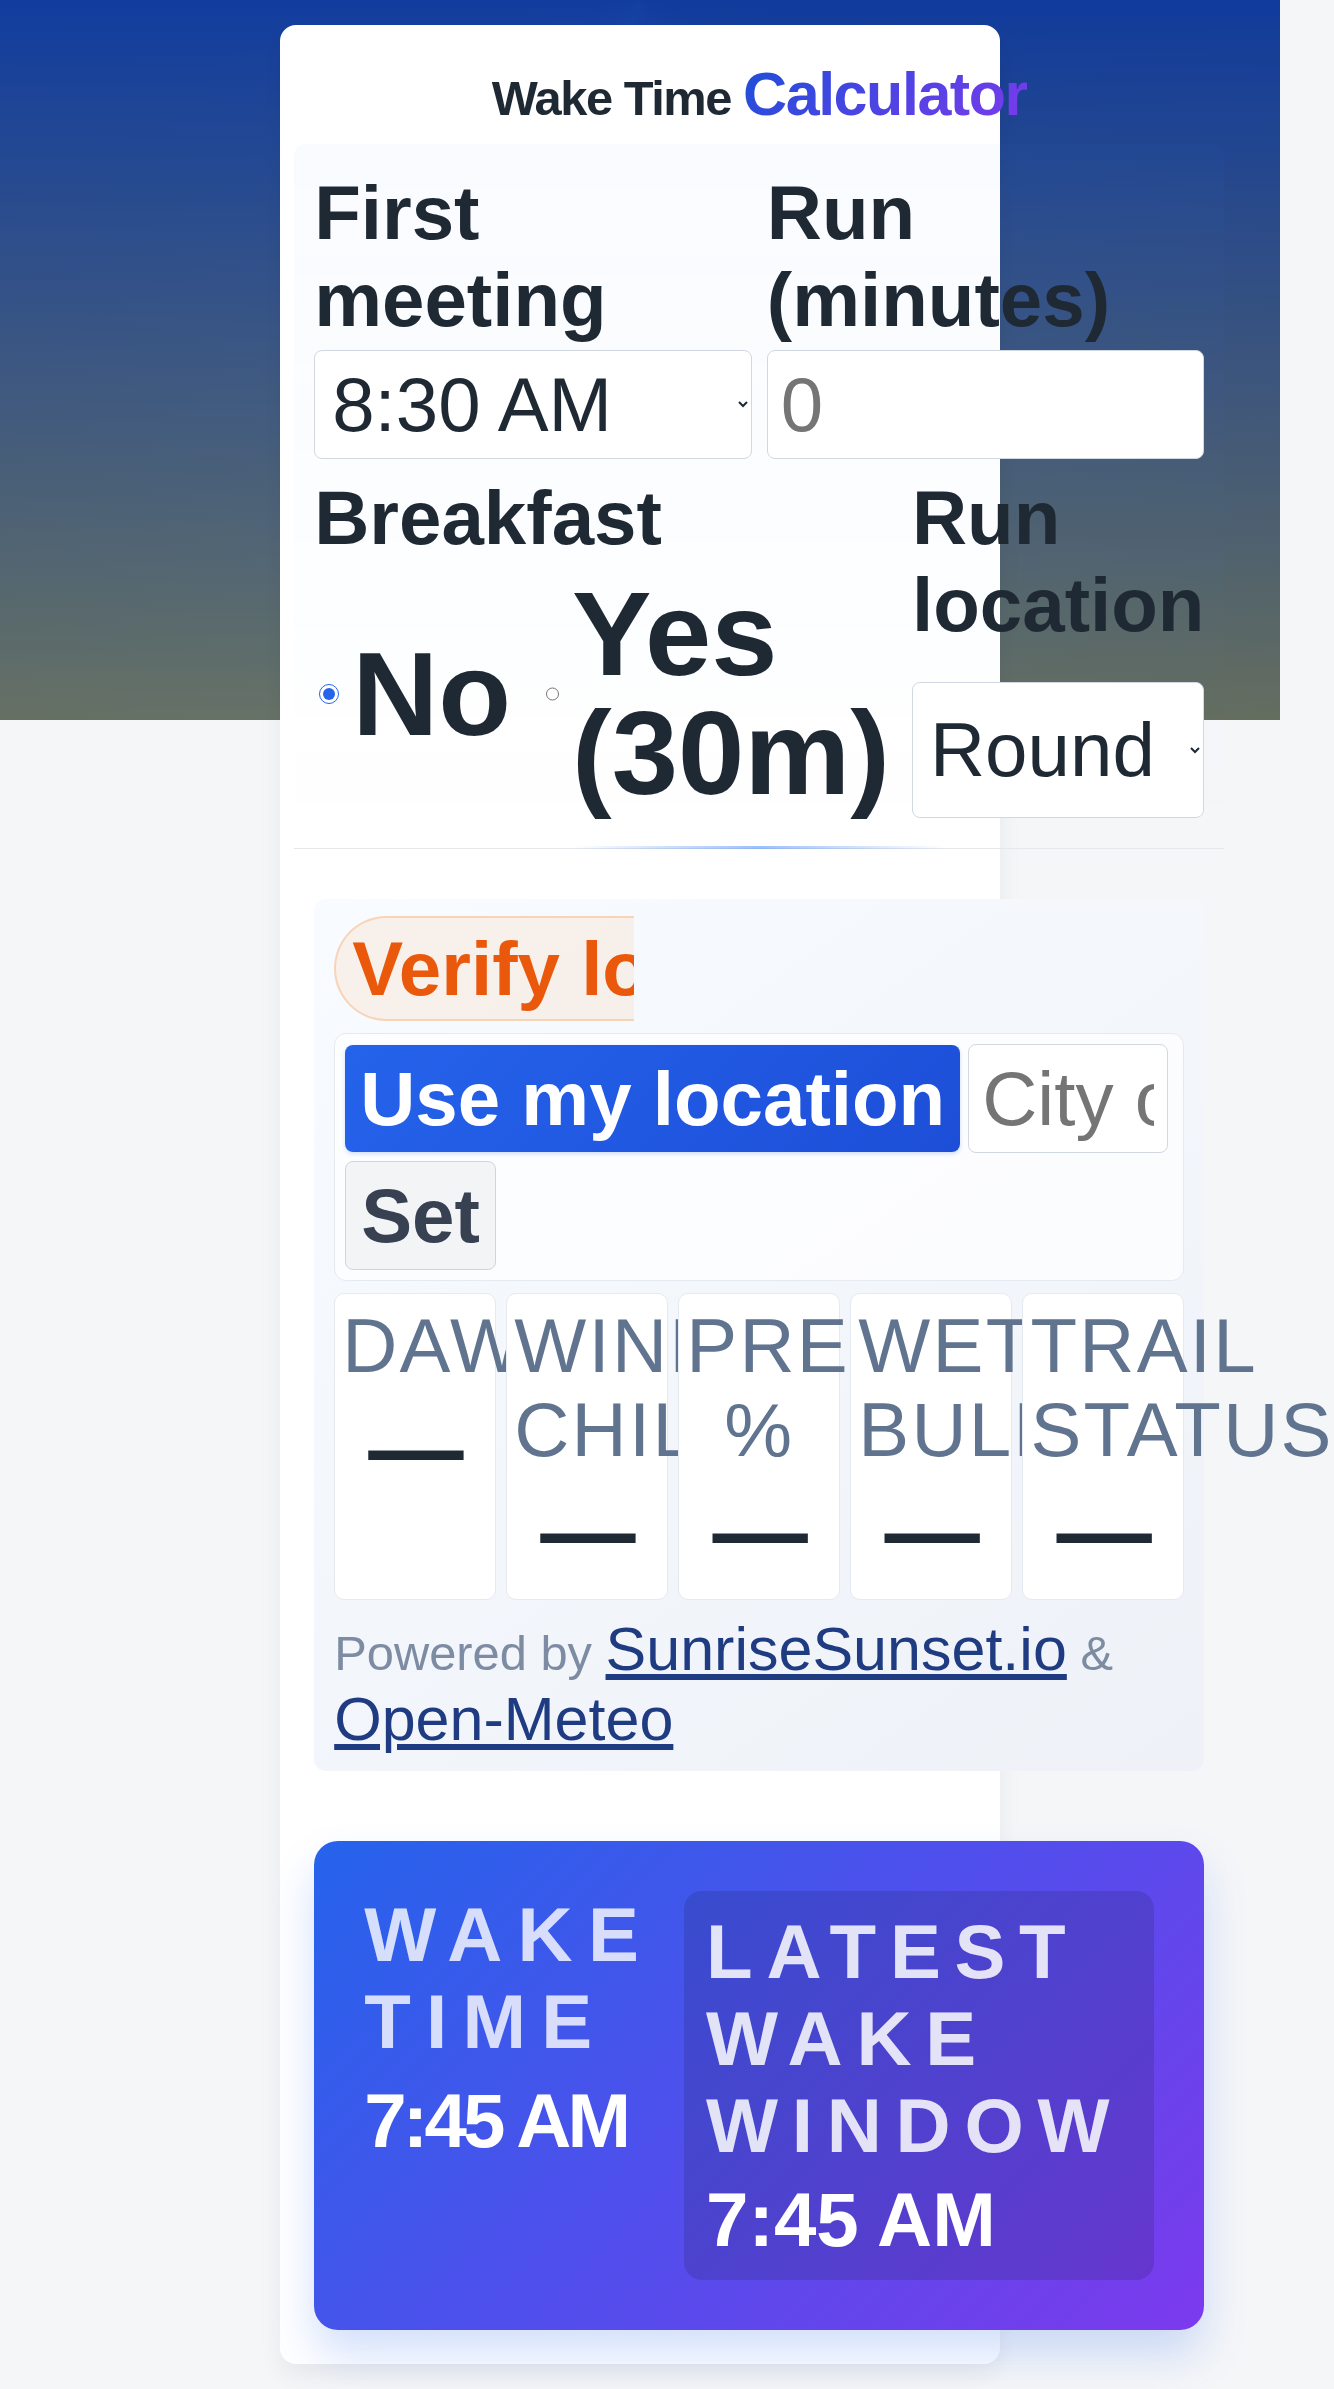 Wake Time Calculator
First meeting
Run (minutes)
8:30 AM
0
Breakfast
Run location
No
Yes (30m)
Round
Verify lo
Use my location
City
Set
DAW
WIN
CHIL
PRE
%
WET
BUL
TRAIL
STATUS
—
—
—
—
—
Powered by SunriseSunset.io &
Open-Meteo
WAKE
TIME
7:45 AM
LATEST
WAKE
WINDOW
7:45 AM